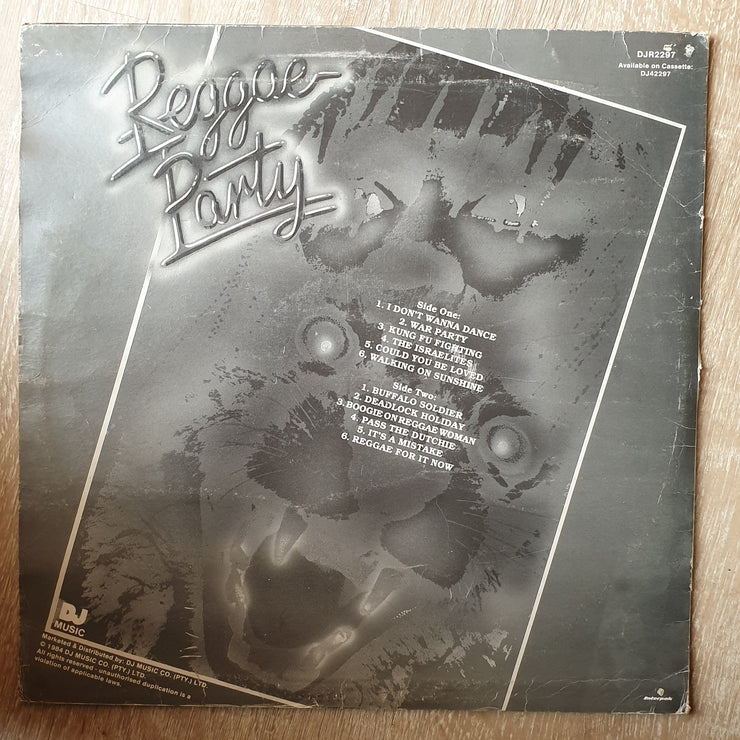 Reggae
Party
DJR2297
Available on Cassette:
DJ42297
Side One:
1. I DON'T WANNA DANCE
2. WAR PARTY
3. KUNG FU FIGHTING
4. THE ISRAELITES
5. COULD YOU BE LOVED
6. WALKING ON SUNSHINE
Side Two:
1. BUFFALO SOLDIER
2. DEADLOCK HOLIDAY
3. BOOGIE ON REGGAE WOMAN
4. PASS THE DUTCHIE
5. IT'S A MISTAKE
6. REGGAE FOR IT NOW
DJ
MUSIC
Marketed & Distributed by: DJ MUSIC CO. (PTY.) LTD.
© 1984 DJ MUSIC CO. (PTY.) LTD.
All rights reserved - unauthorised duplication is a
violation of applicable laws.
interpak